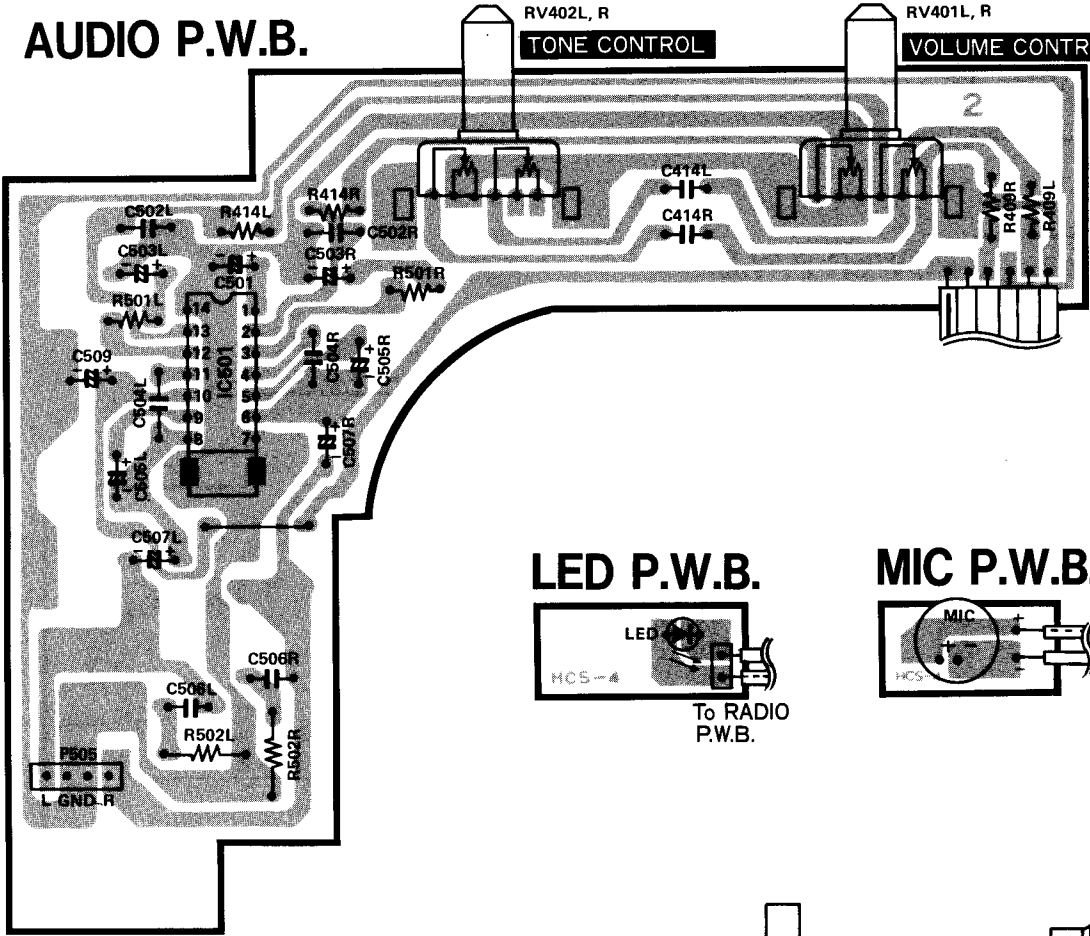 AUDIO P.W.B.
RV402L, R
TONE CONTROL
RV401L, R
VOLUME CONTR
2
C414L
C414R
R409R
R409L
C502L
R414L
R414R
C502R
C503L
C501
C503R
R501R
R501L
14
13
12
11
10
9
8
1
2
3
4
5
6
7
IC501
C509
C504L
C504R
C505R
C507R
C505L
C507L
C506R
C506L
R502L
R502R
P505
L GND R
LED P.W.B.
LED
HCS-4
To RADIO
P.W.B.
MIC P.W.B.
MIC
+ -
+
-